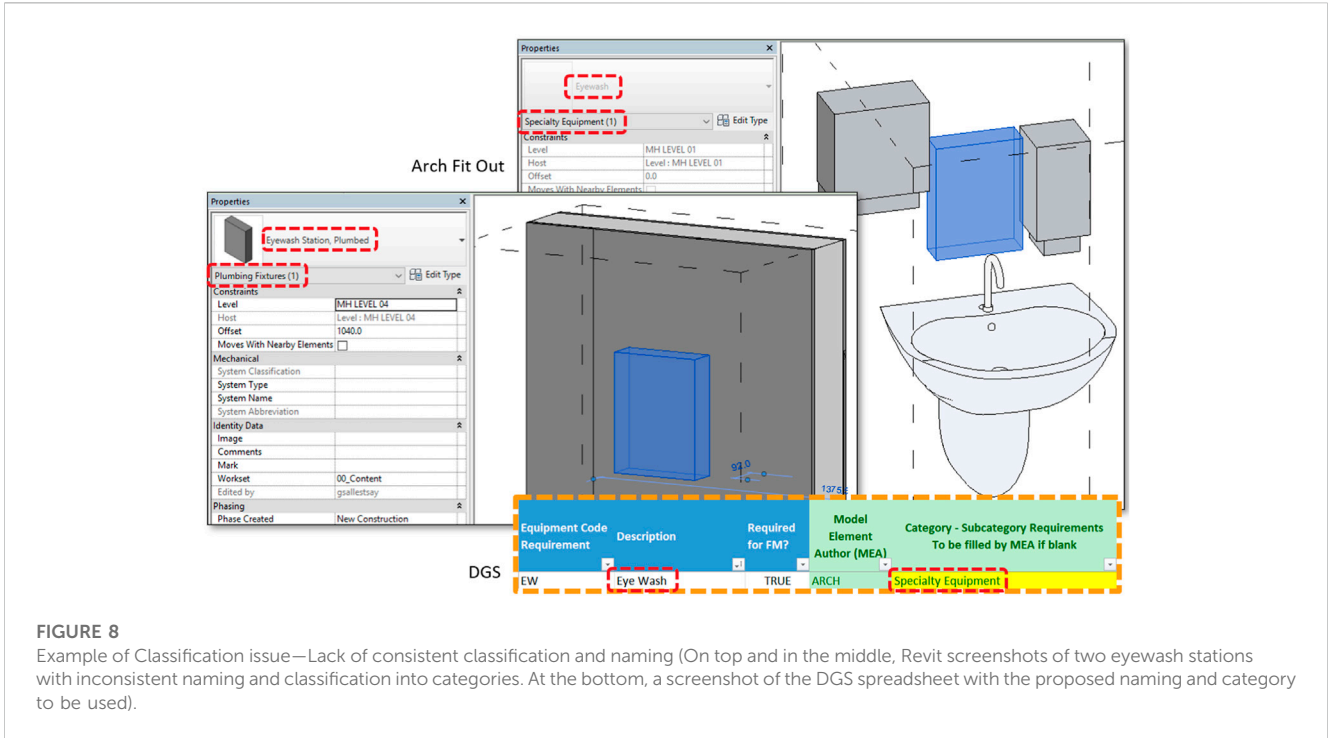 Properties ×
Eyewash
Specialty Equipment (1) Edit Type
Constraints
Level MH LEVEL 01
Host Level : MH LEVEL 01
Offset 0.0
Moves With Nearby Elements
Arch Fit Out
Properties ×
Eyewash Station, Plumbed
Plumbing Fixtures (1) Edit Type
Constraints
Level MH LEVEL 04
Host Level : MH LEVEL 04
Offset 1040.0
Moves With Nearby Elements
Mechanical
System Classification
System Type
System Name
System Abbreviation
Identity Data
Image
Comments
Mark
Workset 00_Content
Edited by gsallestsay
Phasing
Phase Created New Construction
92.0
DGS
Equipment Code Requirement Description Required for FM? Model Element Author (MEA) Category - Subcategory Requirements To be filled by MEA if blank
EW Eye Wash TRUE ARCH Specialty Equipment
FIGURE 8
Example of Classification issue—Lack of consistent classification and naming (On top and in the middle, Revit screenshots of two eyewash stations
with inconsistent naming and classification into categories. At the bottom, a screenshot of the DGS spreadsheet with the proposed naming and category
to be used).